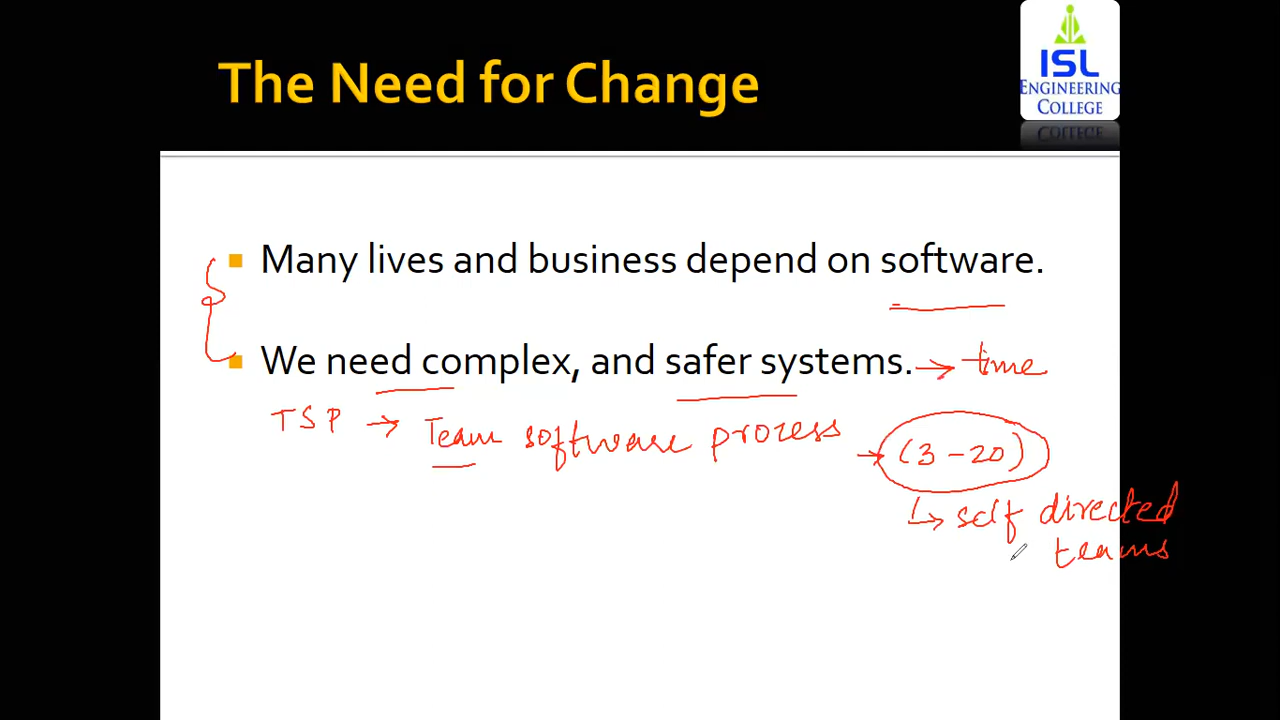 The Need for Change
ISL
ENGINEERING
COLLEGE
Many lives and business depend on software.
We need complex, and safer systems. → time
TSP → Team software process → (3-20)
↳ self directed
teams